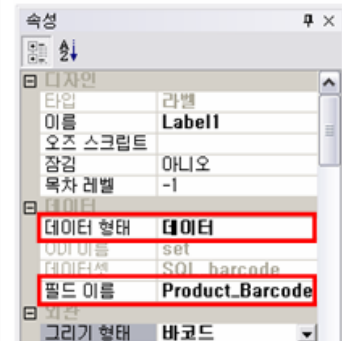 속성
디자인
타입 라벨
이름 Label1
오즈 스크립트
잠김 아니오
목차 레벨 -1
데이터
데이터 형태 데이터
ODI 이름 set
데이터셋 SQL_barcode
필드 이름 Product_Barcode
외관
그리기 형태 바코드